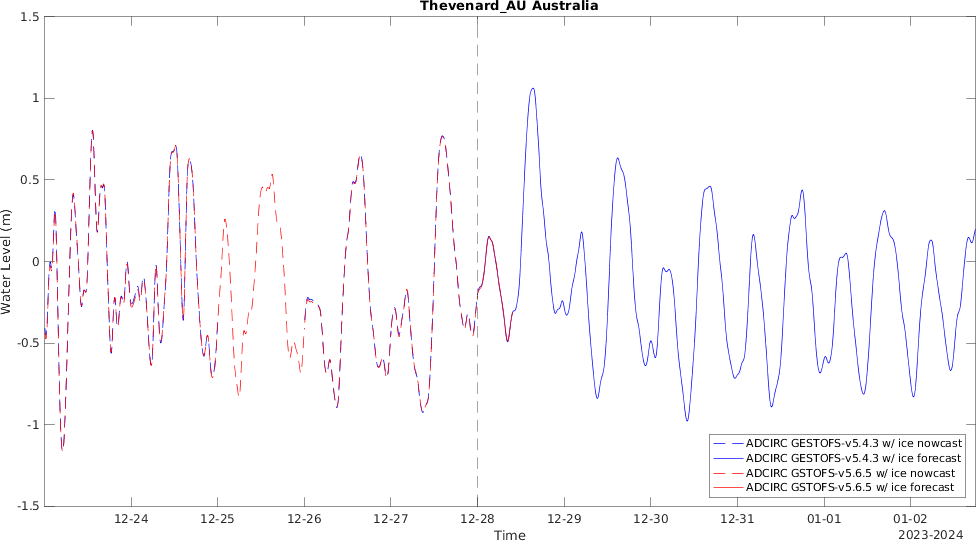 Thevenard_AU Australia
1.5
1
0.5
0
-0.5
-1
-1.5
Water Level (m)
12-24 12-25 12-26 12-27 12-28 12-29 12-30 12-31 01-01 01-02
Time
2023-2024
ADCIRC GESTOFS-v5.4.3 w/ ice nowcast
ADCIRC GESTOFS-v5.4.3 w/ ice forecast
ADCIRC GSTOFS-v5.6.5 w/ ice nowcast
ADCIRC GSTOFS-v5.6.5 w/ ice forecast